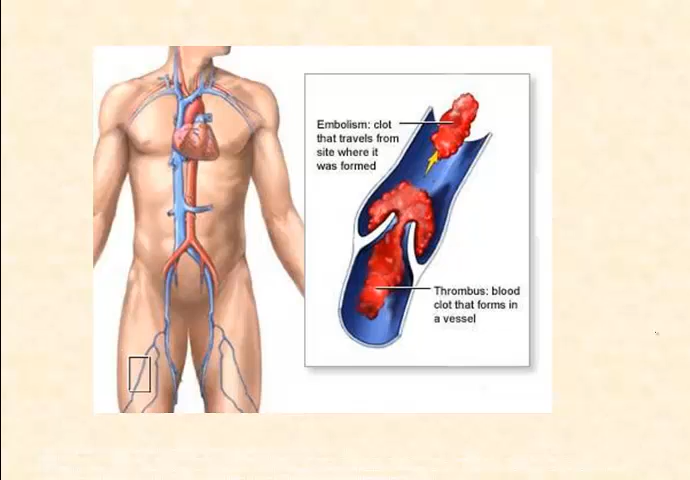 Embolism: clot
that travels from
site where it
was formed
Thrombus: blood
clot that forms in
a vessel